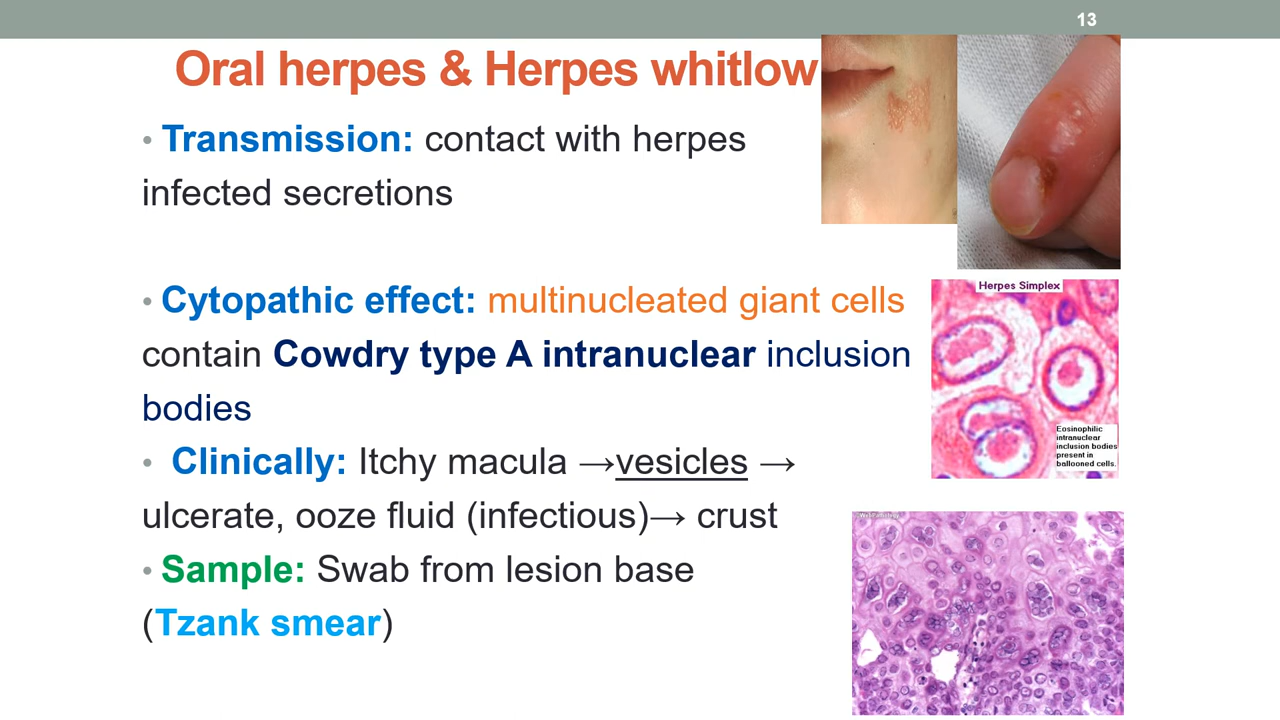 13
Oral herpes & Herpes whitlow
• Transmission: contact with herpes
infected secretions
• Cytopathic effect: multinucleated giant cells
contain Cowdry type A intranuclear inclusion
bodies
• Clinically: Itchy macula →vesicles →
ulcerate, ooze fluid (infectious)→ crust
• Sample: Swab from lesion base
(Tzank smear)
Herpes Simplex
Eosinophilic
intranuclear
inclusion bodies
present in
ballooned cells.